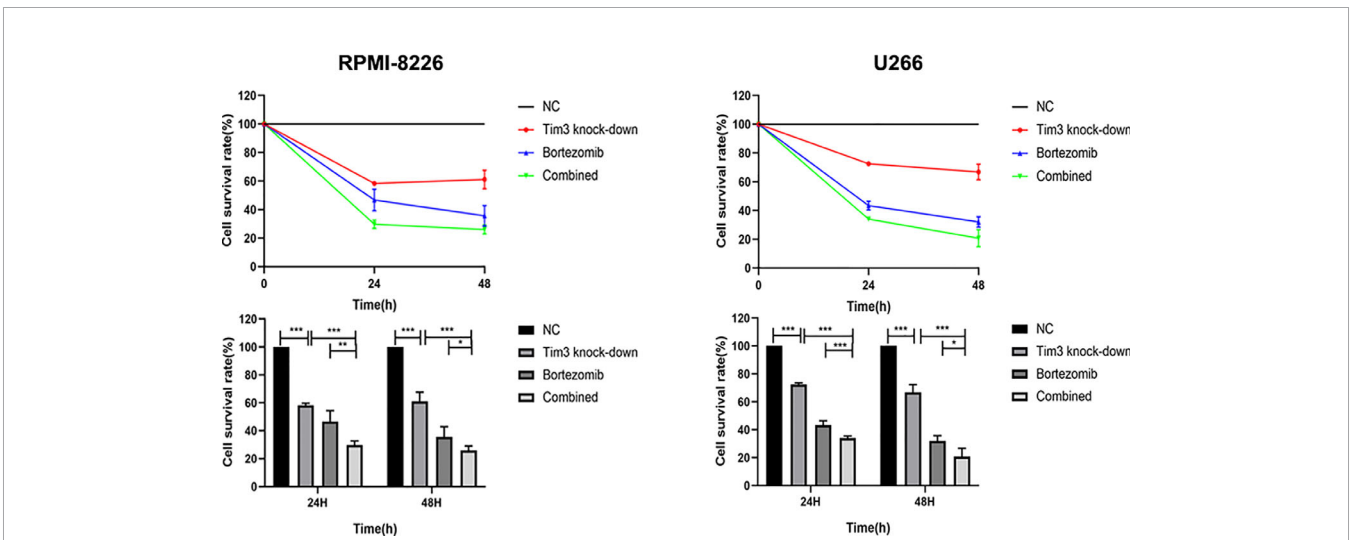 RPMI-8226
120
100
80
60
40
20
0
Cell survival rate(%)
0 24 48
Time(h)
NC
Tim3 knock-down
Bortezomib
Combined
U266
120
100
80
60
40
20
0
Cell survival rate(%)
0 24 48
Time(h)
NC
Tim3 knock-down
Bortezomib
Combined
120
100
80
60
40
20
0
Cell survival rate(%)
*** *** *** ***
** *
24H 48H
Time(h)
NC
Tim3 knock-down
Bortezomib
Combined
120
100
80
60
40
20
0
Cell survival rate(%)
*** *** *** ***
*** *
24H 48H
Time(h)
NC
Tim3 knock-down
Bortezomib
Combined